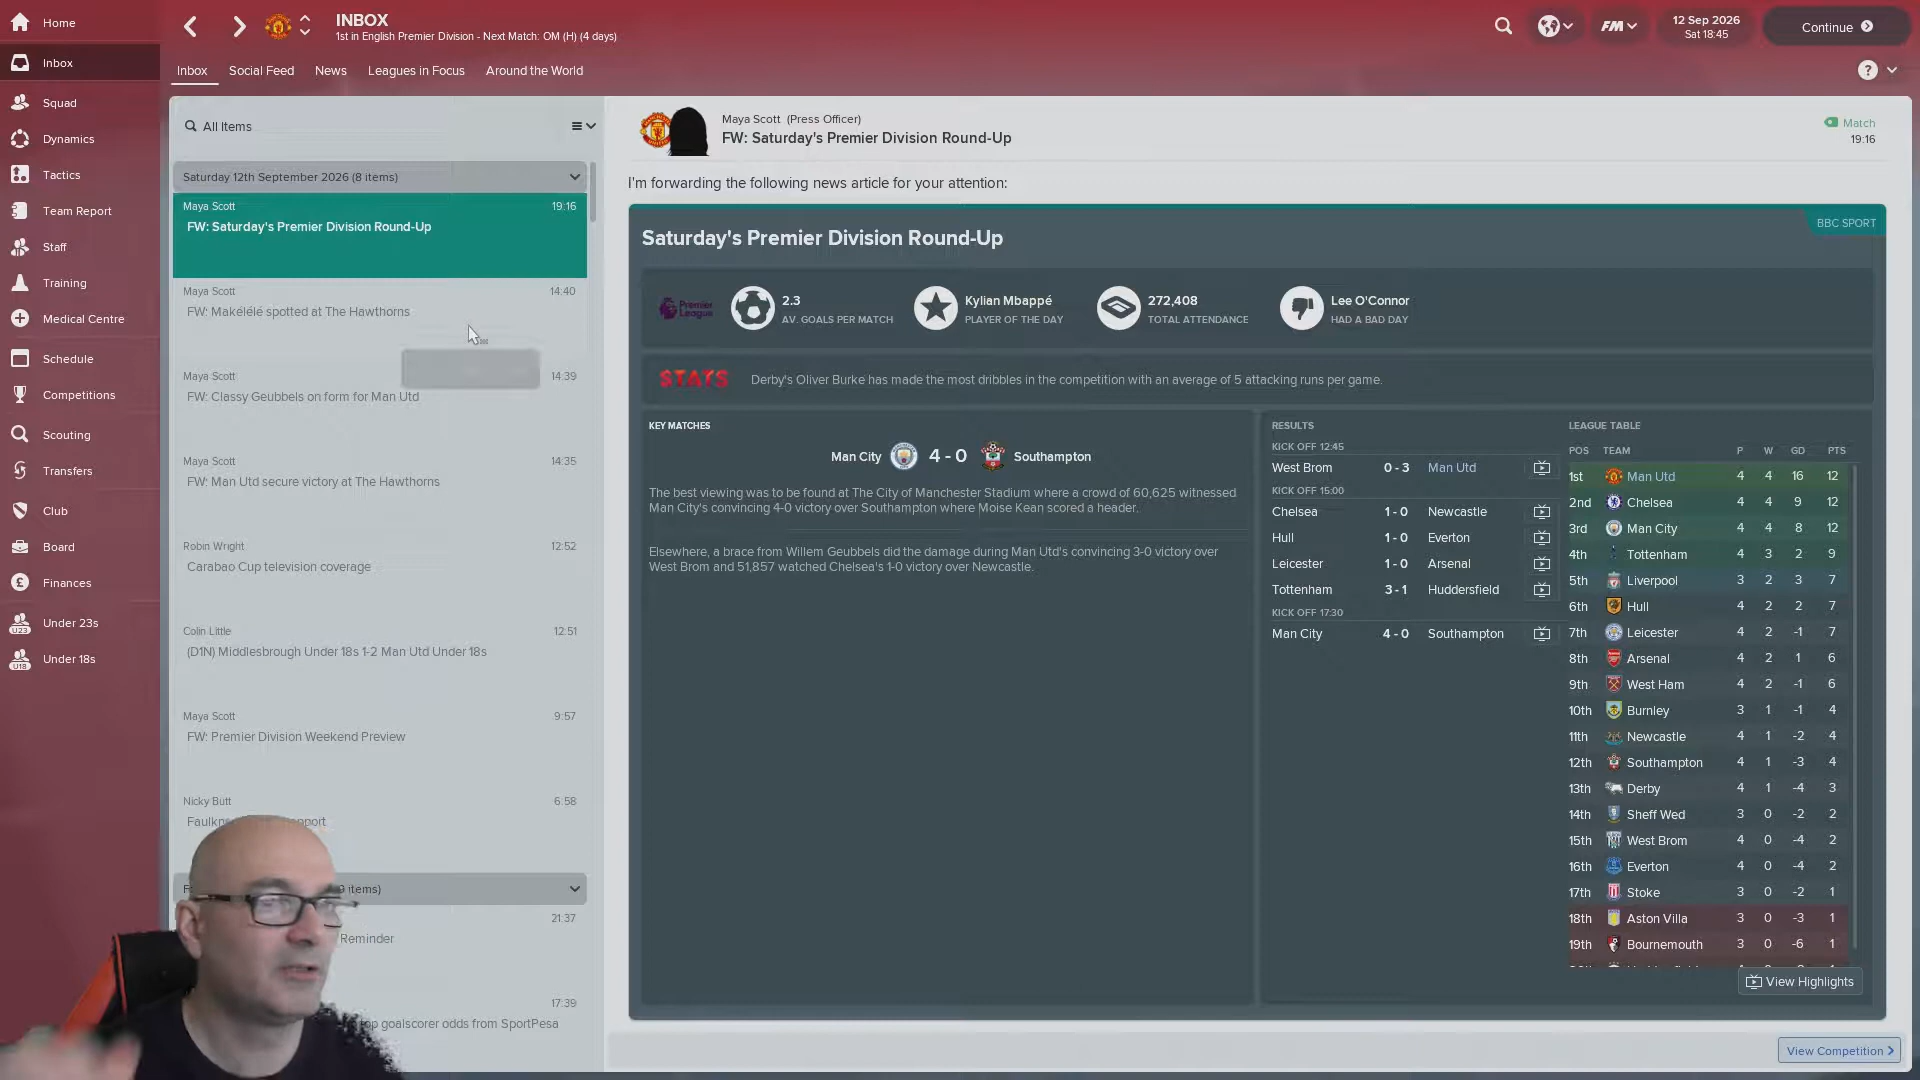 Home
Inbox
Squad
Dynamics
Tactics
Team Report
Staff
Training
Medical Centre
Schedule
Competitions
Scouting
Transfers
Club
Board
Finances
U23
Under 23s
U18
Under 18s
INBOX
1st in English Premier Division - Next Match: OM (H) (4 days)
FM
12 Sep 2026
Sat 18:45
Continue
Inbox
Social Feed
News
Leagues in Focus
Around the World
?
All Items
Saturday 12th September 2026 (8 items)
Maya Scott 19:16
FW: Saturday's Premier Division Round-Up
Maya Scott 14:40
FW: Makélélé spotted at The Hawthorns
Maya Scott 14:39
FW: Classy Geubbels on form for Man Utd
Maya Scott 14:35
FW: Man Utd secure victory at The Hawthorns
Robin Wright 12:52
Carabao Cup television coverage
Colin Little 12:51
(D1N) Middlesbrough Under 18s 1-2 Man Utd Under 18s
Maya Scott 9:57
FW: Premier Division Weekend Preview
Nicky Butt 6:58
items)
21:37
Reminder
17:39
goalscorer odds from SportPesa
Maya Scott (Press Officer)
FW: Saturday's Premier Division Round-Up
Match
19:16
I'm forwarding the following news article for your attention:
BBC SPORT
Saturday's Premier Division Round-Up
Premier League
2.3
AV. GOALS PER MATCH
Kylian Mbappé
PLAYER OF THE DAY
272,408
TOTAL ATTENDANCE
Lee O'Connor
HAD A BAD DAY
STATS
Derby's Oliver Burke has made the most dribbles in the competition with an average of 5 attacking runs per game.
KEY MATCHES
Man City 4 - 0 Southampton
The best viewing was to be found at The City of Manchester Stadium where a crowd of 60,625 witnessed
Man City's convincing 4-0 victory over Southampton where Moise Kean scored a header.
Elsewhere, a brace from Willem Geubbels did the damage during Man Utd's convincing 3-0 victory over
West Brom and 51,857 watched Chelsea's 1-0 victory over Newcastle.
RESULTS
KICK OFF 12:45
West Brom 0 - 3 Man Utd
KICK OFF 15:00
Chelsea 1 - 0 Newcastle
Hull 1 - 0 Everton
Leicester 1 - 0 Arsenal
Tottenham 3 - 1 Huddersfield
KICK OFF 17:30
Man City 4 - 0 Southampton
LEAGUE TABLE
POS TEAM P W GD PTS
1st Man Utd 4 4 16 12
2nd Chelsea 4 4 9 12
3rd Man City 4 4 8 12
4th Tottenham 4 3 2 9
5th Liverpool 3 2 3 7
6th Hull 4 2 2 7
7th Leicester 4 2 -1 7
8th Arsenal 4 2 1 6
9th West Ham 4 2 -1 6
10th Burnley 3 1 -1 4
11th Newcastle 4 1 -2 4
12th Southampton 4 1 -3 4
13th Derby 4 1 -4 3
14th Sheff Wed 3 0 -2 2
15th West Brom 4 0 -4 2
16th Everton 4 0 -4 2
17th Stoke 3 0 -2 1
18th Aston Villa 3 0 -3 1
19th Bournemouth 3 0 -6 1
View Highlights
View Competition